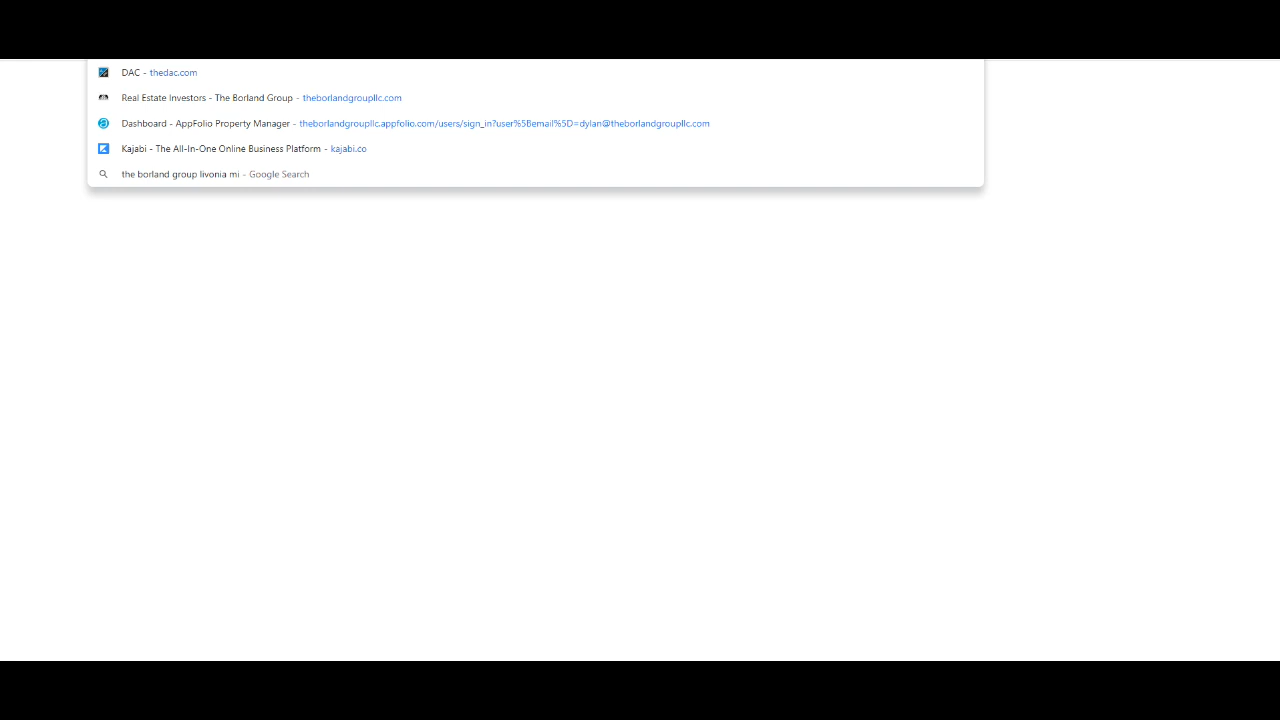 DAC - thedac.com
Real Estate Investors - The Borland Group - theborlandgroupllc.com
Dashboard - AppFolio Property Manager - theborlandgroupllc.appfolio.com/users/sign_in?user%5Bemail%5D=dylan@theborlandgroupllc.com
Kajabi - The All-In-One Online Business Platform - kajabi.co
the borland group livonia mi - Google Search